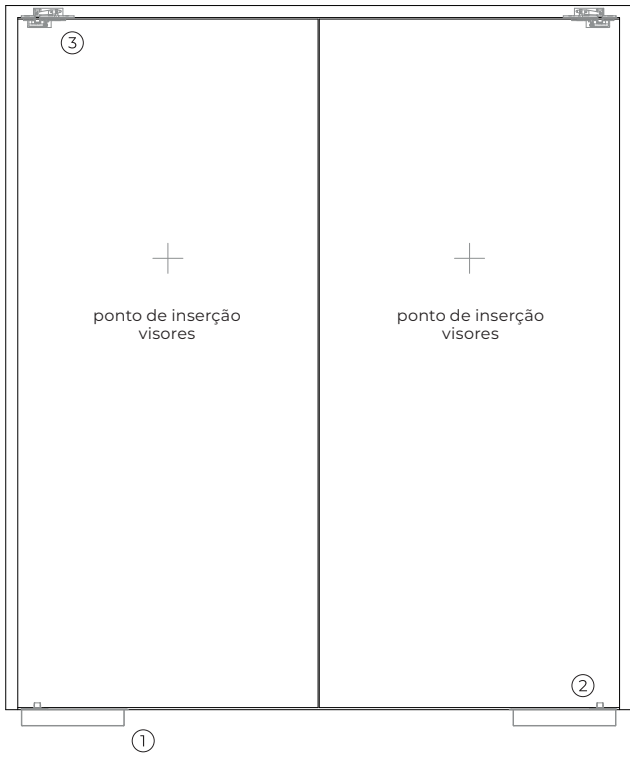 3
ponto de inserção
visores
ponto de inserção
visores
2
1